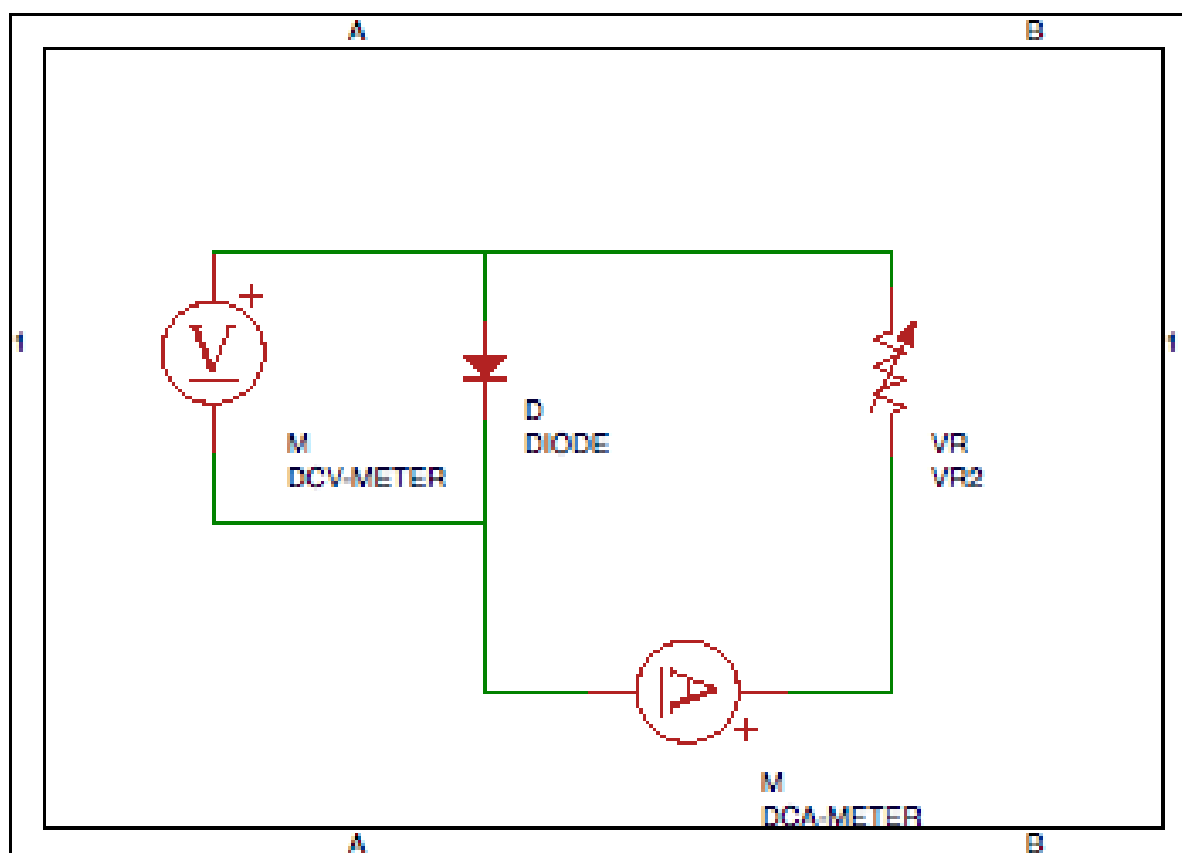 A B
1 1
+
V
M
DCV-METER
D
DIODE
VR
VR2
A
+
M
DCA-METER
A B